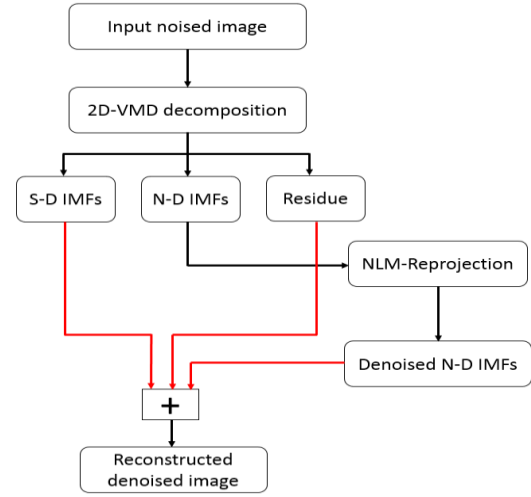 Input noised image
2D-VMD decomposition
S-D IMFs
N-D IMFs
Residue
NLM-Reprojection
Denoised N-D IMFs
+
Reconstructed
denoised image